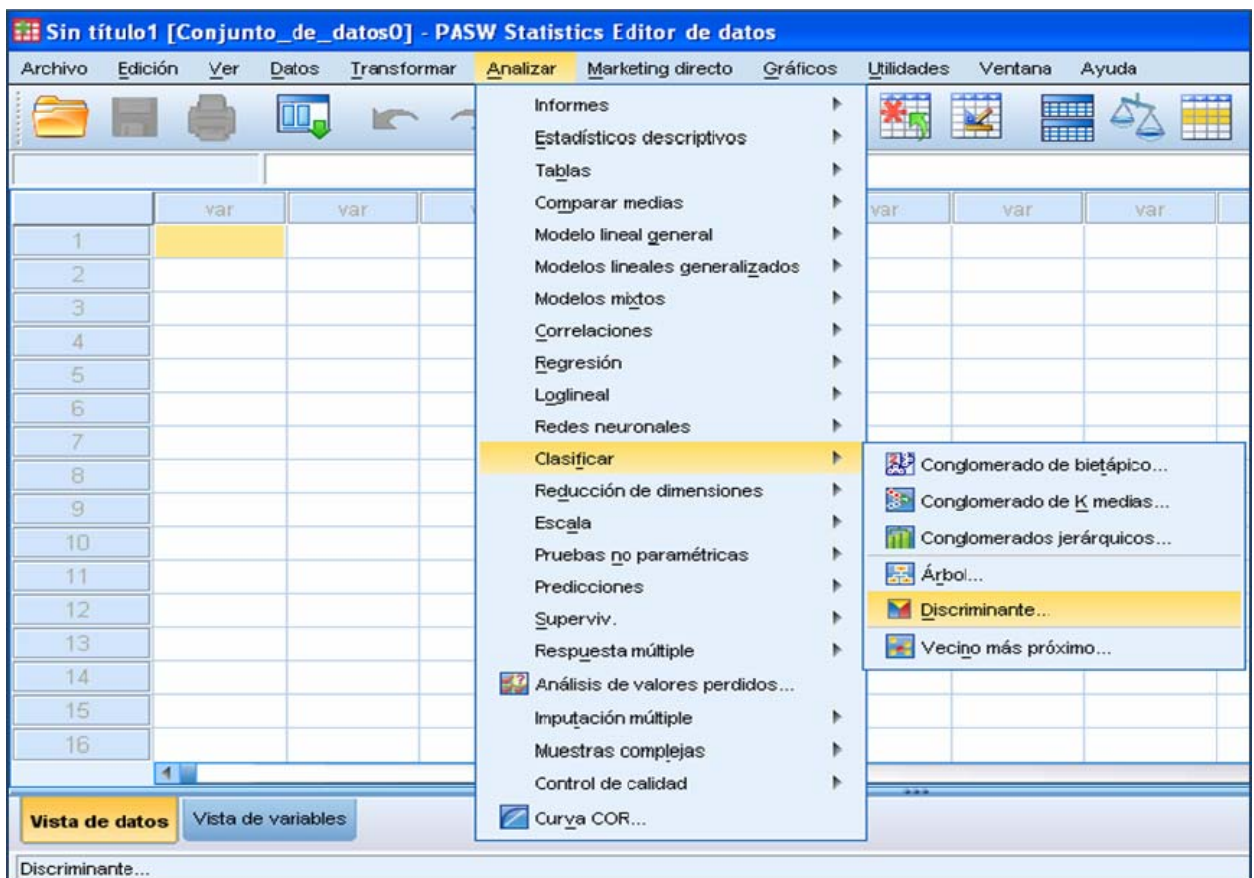 Sin título1 [Conjunto_de_datos0] - PASW Statistics Editor de datos
Archivo Edición Ver Datos Transformar Analizar Marketing directo Gráficos Utilidades Ventana Ayuda
Informes
Estadísticos descriptivos
Tablas
Comparar medias
Modelo lineal general
Modelos lineales generalizados
Modelos mixtos
Correlaciones
Regresión
Loglineal
Redes neuronales
Clasificar
Reducción de dimensiones
Escala
Pruebas no paramétricas
Predicciones
Superviv.
Respuesta múltiple
Análisis de valores perdidos...
Imputación múltiple
Muestras complejas
Control de calidad
Curva COR...
Conglomerado de bietápico...
Conglomerado de K medias...
Conglomerados jerárquicos...
Árbol...
Discriminante...
Vecino más próximo...
var var var var var
1
2
3
4
5
6
7
8
9
10
11
12
13
14
15
16
Vista de datos Vista de variables
Discriminante...